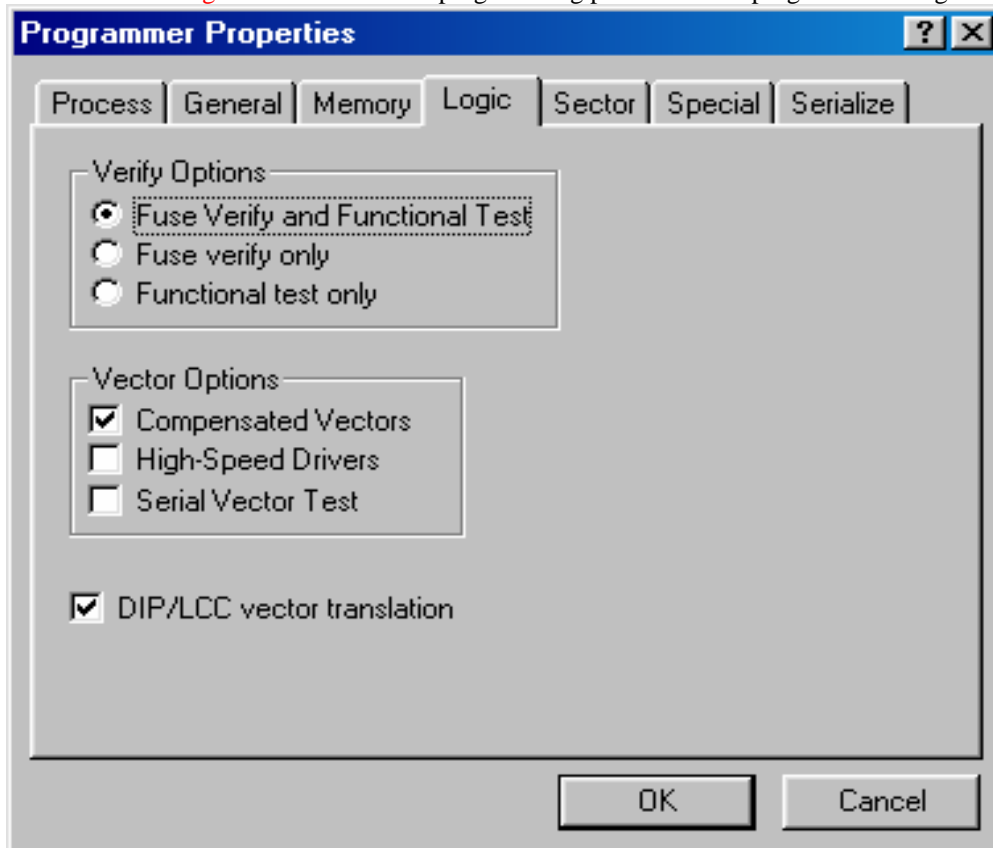 Programmer Properties
Process General Memory Logic Sector Special Serialize
Verify Options
Fuse Verify and Functional Test
Fuse verify only
Functional test only
Vector Options
Compensated Vectors
High-Speed Drivers
Serial Vector Test
DIP/LCC vector translation
OK Cancel